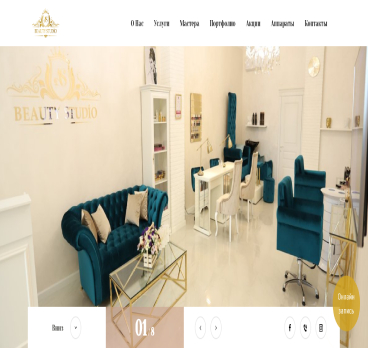 BEAUTY STUDIO
О Нас Услуги Мастера Портфолио Акции Аппараты Контакты
BEAUTY STUDIO
Онлайн
запись
Вниз
01 . 8